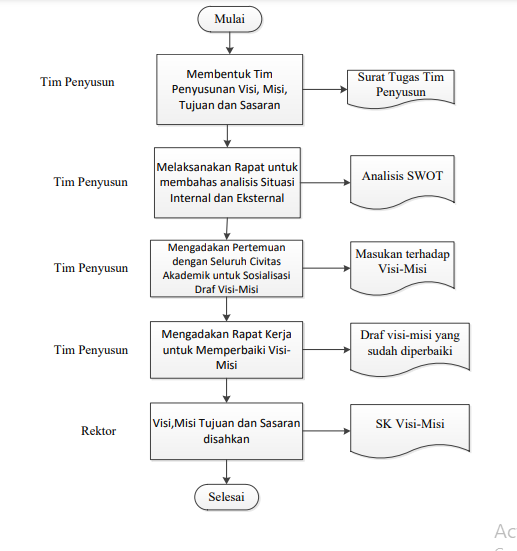 Mulai
Tim Penyusun
Membentuk Tim
Penyusunan Visi, Misi,
Tujuan dan Sasaran
Surat Tugas Tim
Penyusun
Tim Penyusun
Melaksanakan Rapat untuk
membahas analisis Situasi
Internal dan Eksternal
Analisis SWOT
Tim Penyusun
Mengadakan Pertemuan
dengan Seluruh Civitas
Akademik untuk Sosialisasi
Draf Visi-Misi
Masukan terhadap
Visi-Misi
Tim Penyusun
Mengadakan Rapat Kerja
untuk Memperbaiki Visi-
Misi
Draf visi-misi yang
sudah diperbaiki
Rektor
Visi,Misi Tujuan dan Sasaran
disahkan
SK Visi-Misi
Selesai